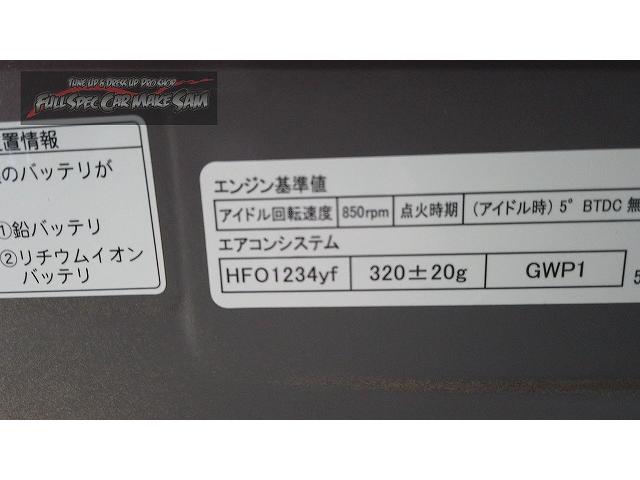 TUNE UP & DRESS UP PRO SHOP
FULLSPEC CAR MAKE SAM
置情報
のバッテリが
①鉛バッテリ
②リチウムイオン
バッテリ
エンジン基準値
アイドル回転速度 850rpm 点火時期 (アイドル時) 5° BTDC 無
エアコンシステム
HFO1234yf 320±20g GWP1